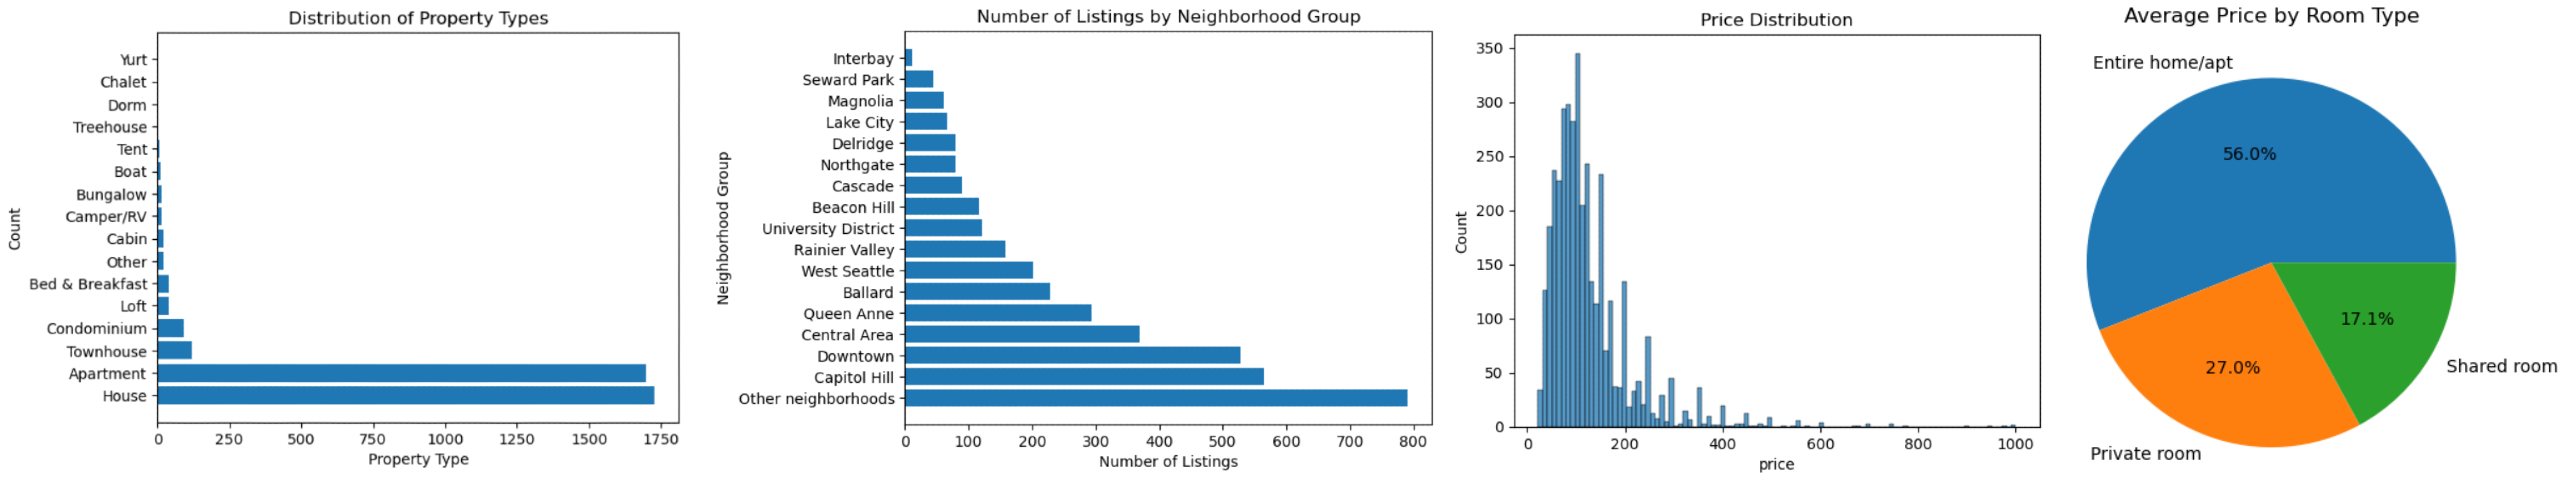 Distribution of Property Types
Count
Yurt
Chalet
Dorm
Treehouse
Tent
Boat
Bungalow
Camper/RV
Cabin
Other
Bed & Breakfast
Loft
Condominium
Townhouse
Apartment
House
0 250 500 750 1000 1250 1500 1750
Property Type
Number of Listings by Neighborhood Group
Neighborhood Group
Interbay
Seward Park
Magnolia
Lake City
Delridge
Northgate
Cascade
Beacon Hill
University District
Rainier Valley
West Seattle
Ballard
Queen Anne
Central Area
Downtown
Capitol Hill
Other neighborhoods
0 100 200 300 400 500 600 700 800
Number of Listings
Price Distribution
Count
350
300
250
200
150
100
50
0
0 200 400 600 800 1000
price
Average Price by Room Type
Entire home/apt
56.0%
17.1%
27.0%
Shared room
Private room